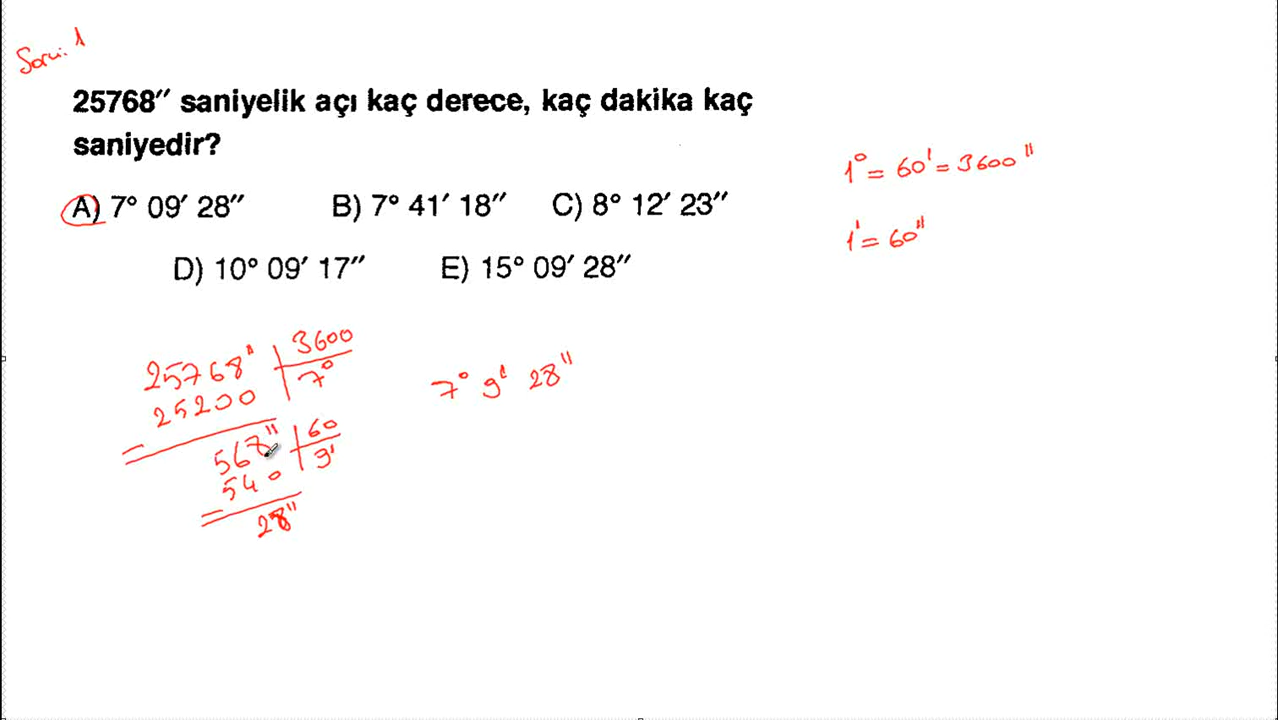 Soru: 1
25768″ saniyelik açı kaç derece, kaç dakika kaç
saniyedir?
A) 7° 09′ 28″ B) 7° 41′ 18″ C) 8° 12′ 23″
D) 10° 09′ 17″ E) 15° 09′ 28″
1° = 60′ = 3600″
1′ = 60″
25768″ 3600
25200 7°
568″ 60
540 9′
28″
7° 9′ 28″